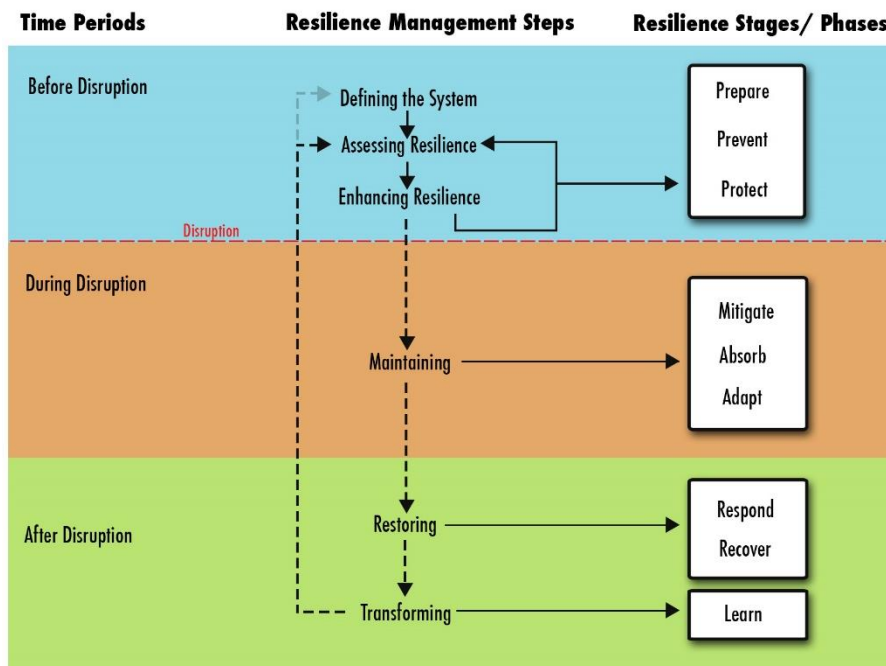 Time Periods
Resilience Management Steps
Resilience Stages/ Phases
Before Disruption
Defining the System
Assessing Resilience
Enhancing Resilience
Prepare
Prevent
Protect
Disruption
During Disruption
Maintaining
Mitigate
Absorb
Adapt
After Disruption
Restoring
Respond
Recover
Transforming
Learn